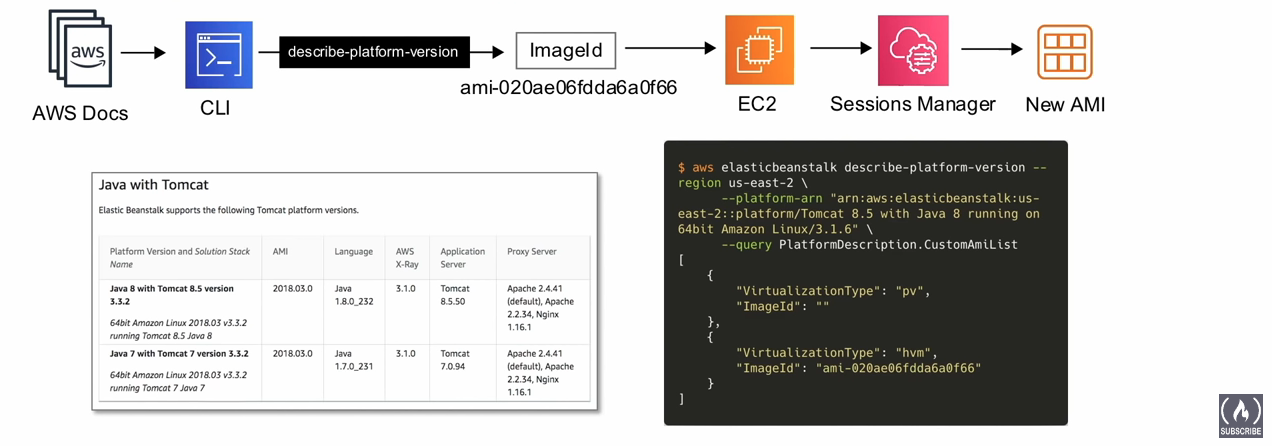 aws
AWS Docs
CLI
describe-platform-version
ImageId
ami-020ae06fdda6a0f66
EC2
Sessions Manager
New AMI
Java with Tomcat
Elastic Beanstalk supports the following Tomcat platform versions.
Platform Version and Solution Stack
Name
AMI
Language
AWS
X-Ray
Application
Server
Proxy Server
Java 8 with Tomcat 8.5 version
3.3.2
64bit Amazon Linux 2018.03 v3.3.2
running Tomcat 8.5 Java 8
2018.03.0
Java
1.8.0_232
3.1.0
Tomcat
8.5.50
Apache 2.4.41
(default), Apache
2.2.34, Nginx
1.16.1
Java 7 with Tomcat 7 version 3.3.2
64bit Amazon Linux 2018.03 v3.3.2
running Tomcat 7 Java 7
2018.03.0
Java
1.7.0_231
3.1.0
Tomcat
7.0.94
Apache 2.4.41
(default), Apache
2.2.34, Nginx
1.16.1
$ aws elasticbeanstalk describe-platform-version --
region us-east-2 \
--platform-arn "arn:aws:elasticbeanstalk:us-
east-2::platform/Tomcat 8.5 with Java 8 running on
64bit Amazon Linux/3.1.6" \
--query PlatformDescription.CustomAmiList
[
{
"VirtualizationType": "pv",
"ImageId": ""
},
{
"VirtualizationType": "hvm",
"ImageId": "ami-020ae06fdda6a0f66"
}
]
SUBSCRIBE